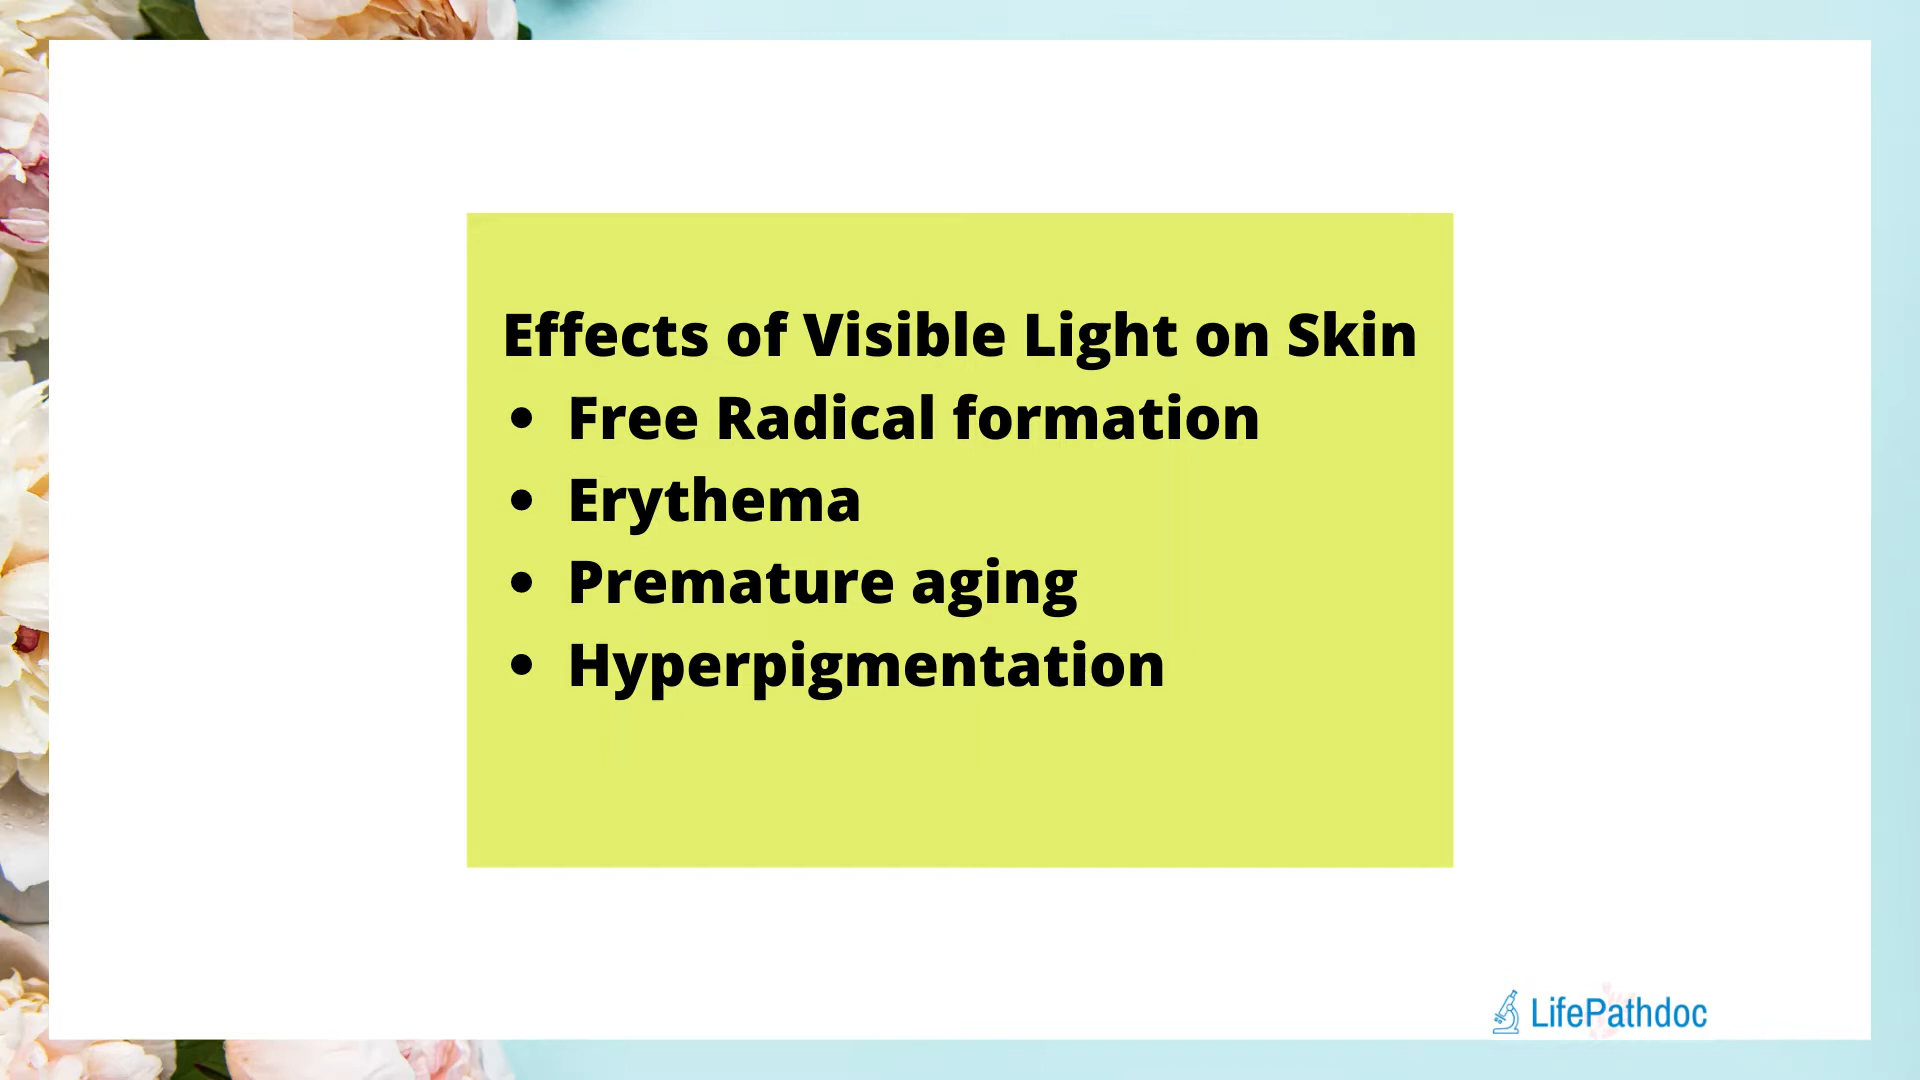 Effects of Visible Light on Skin
• Free Radical formation
• Erythema
• Premature aging
• Hyperpigmentation
LifePathdoc